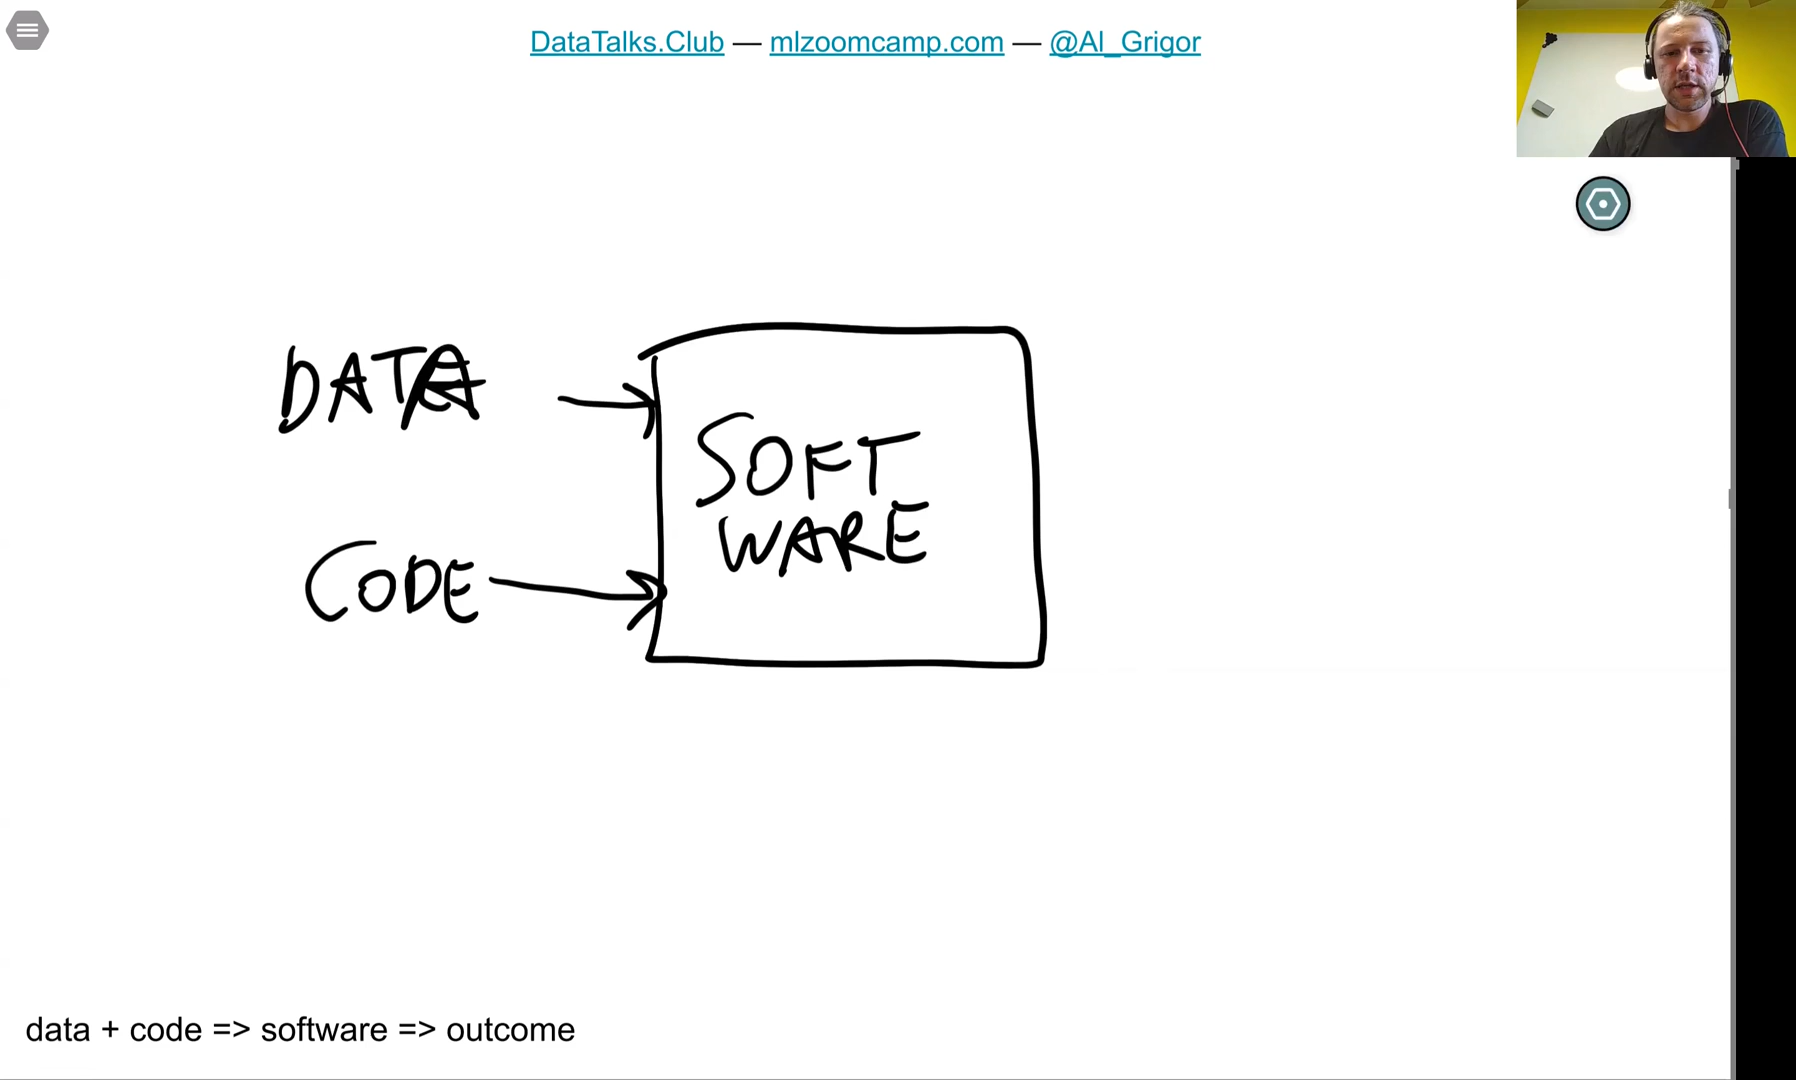 DataTalks.Club — mlzoomcamp.com — @Al_Grigor
DATA
SOFT
WARE
CODE
data + code => software => outcome